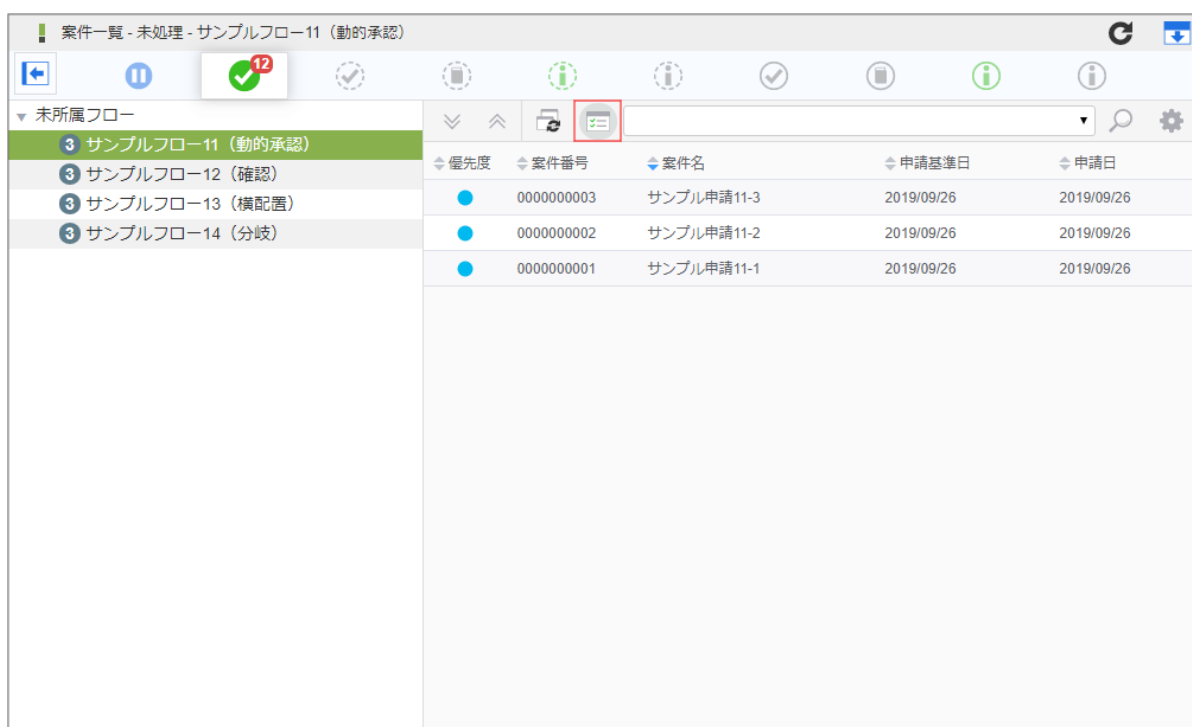 案件一覧 - 未処理 - サンプルフロー11（動的承認）
12
未所属フロー
3 サンプルフロー11（動的承認）
3 サンプルフロー12（確認）
3 サンプルフロー13（横配置）
3 サンプルフロー14（分岐）
優先度 案件番号 案件名 申請基準日 申請日
0000000003 サンプル申請11-3 2019/09/26 2019/09/26
0000000002 サンプル申請11-2 2019/09/26 2019/09/26
0000000001 サンプル申請11-1 2019/09/26 2019/09/26